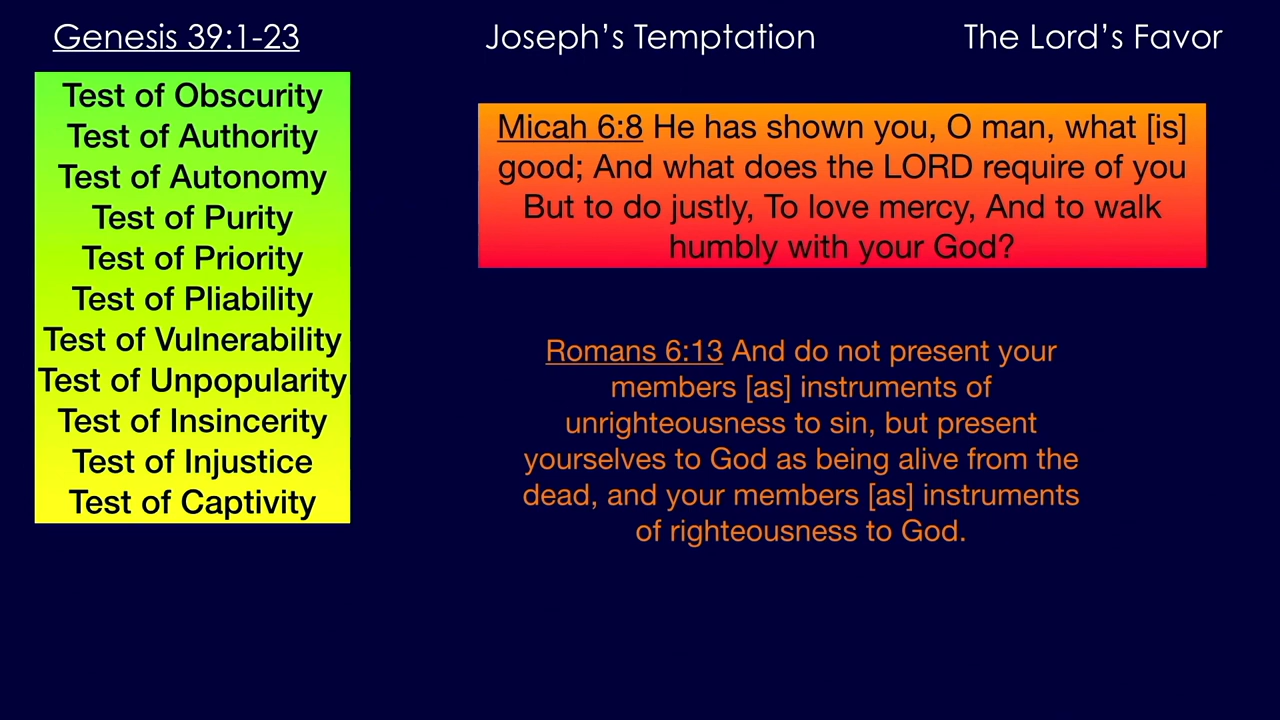 Genesis 39:1-23
Joseph’s Temptation
The Lord’s Favor
Test of Obscurity
Test of Authority
Test of Autonomy
Test of Purity
Test of Priority
Test of Pliability
Test of Vulnerability
Test of Unpopularity
Test of Insincerity
Test of Injustice
Test of Captivity
Micah 6:8 He has shown you, O man, what [is]
good; And what does the LORD require of you
But to do justly, To love mercy, And to walk
humbly with your God?
Romans 6:13 And do not present your
members [as] instruments of
unrighteousness to sin, but present
yourselves to God as being alive from the
dead, and your members [as] instruments
of righteousness to God.